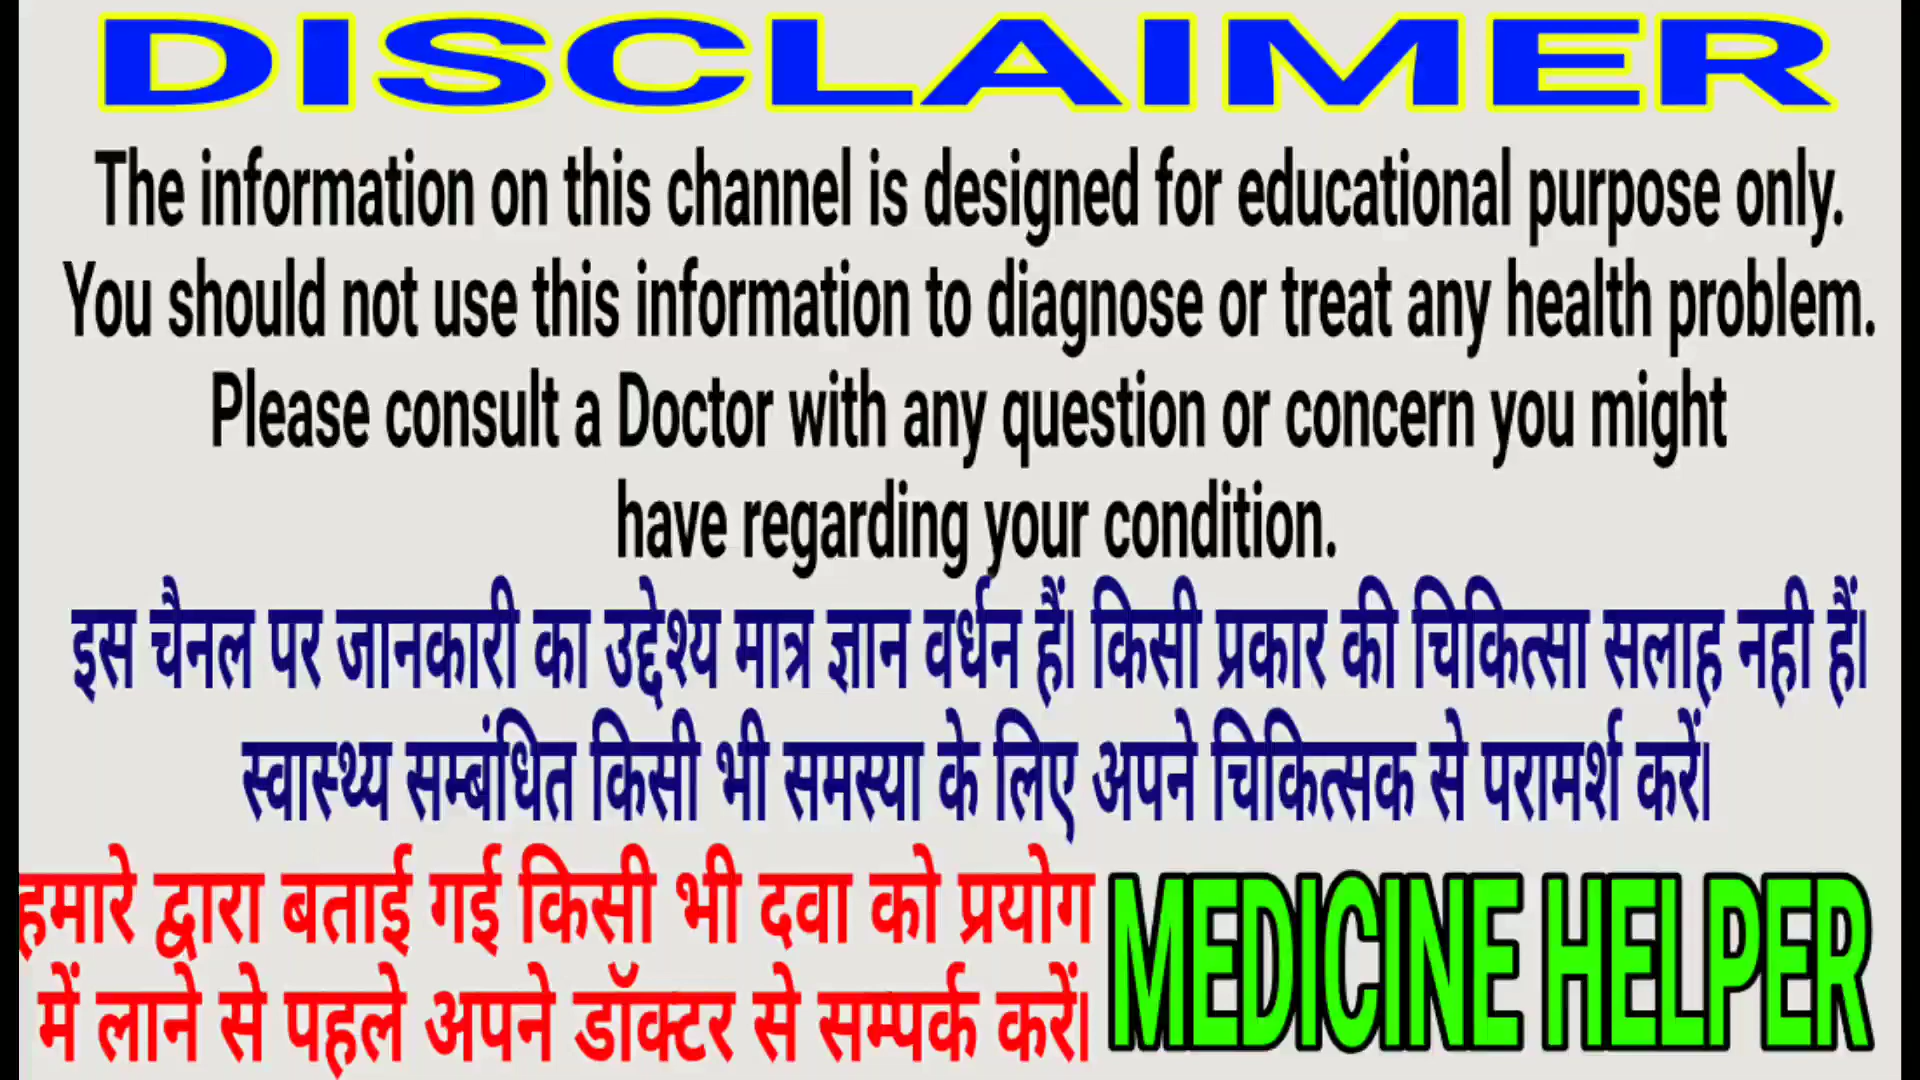 DISCLAIMER
The information on this channel is designed for educational purpose only.
You should not use this information to diagnose or treat any health problem.
Please consult a Doctor with any question or concern you might
have regarding your condition.
इस चैनल पर जानकारी का उद्देश्य मात्र ज्ञान वर्धन हैं। किसी प्रकार की चिकित्सा सलाह नही हैं।
स्वास्थ्य सम्बंधित किसी भी समस्या के लिए अपने चिकित्सक से परामर्श करें।
हमारे द्वारा बताई गई किसी भी दवा को प्रयोग
में लाने से पहले अपने डॉक्टर से सम्पर्क करें।
MEDICINE HELPER